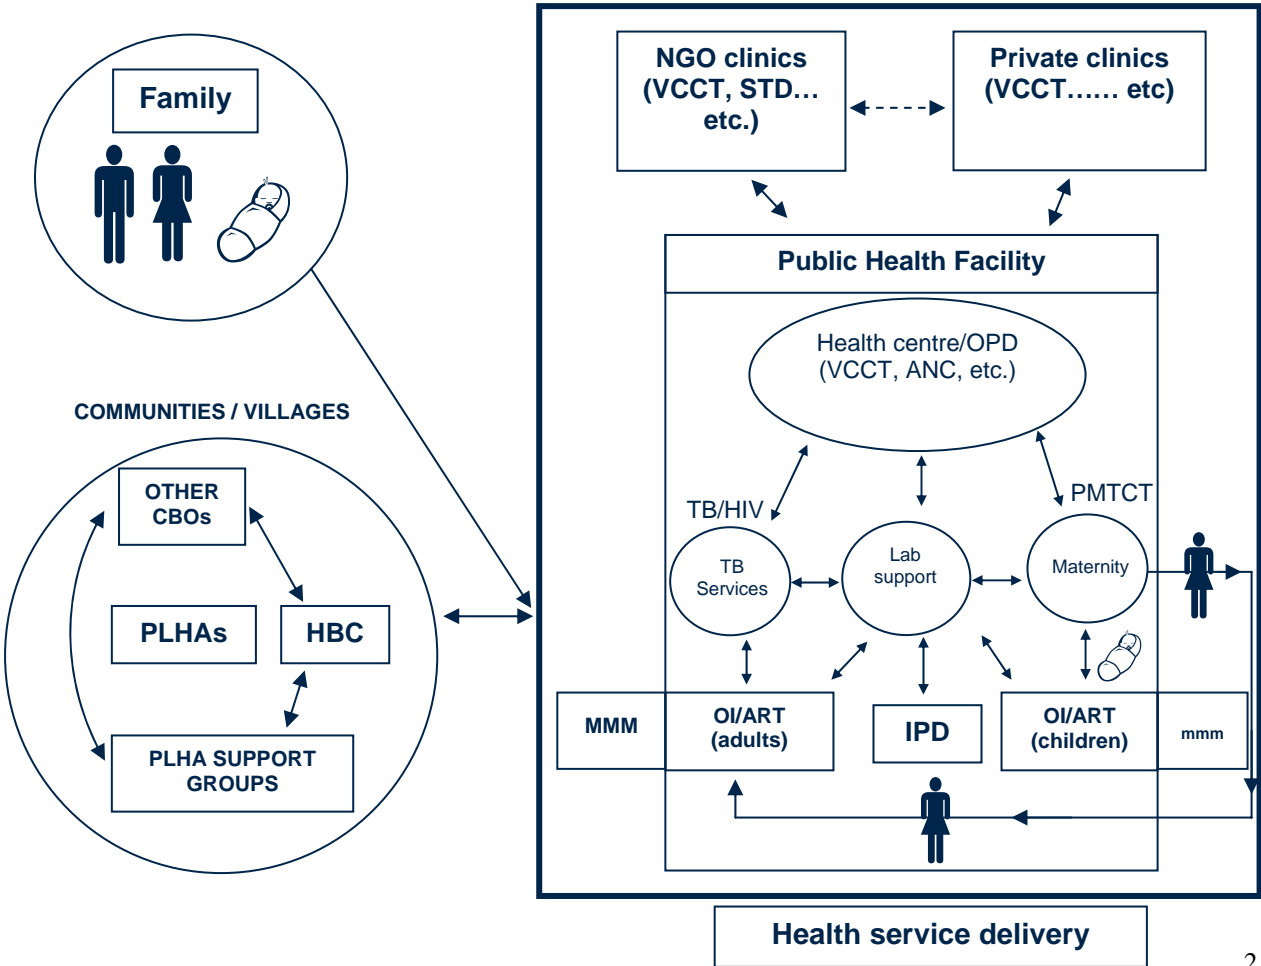 Family
COMMUNITIES / VILLAGES
OTHER
CBOs
PLHAs
HBC
PLHA SUPPORT
GROUPS
NGO clinics
(VCCT, STD…
etc.)
Private clinics
(VCCT…… etc)
Public Health Facility
Health centre/OPD
(VCCT, ANC, etc.)
TB/HIV
PMTCT
TB
Services
Lab
support
Maternity
MMM
OI/ART
(adults)
IPD
OI/ART
(children)
mmm
Health service delivery
2